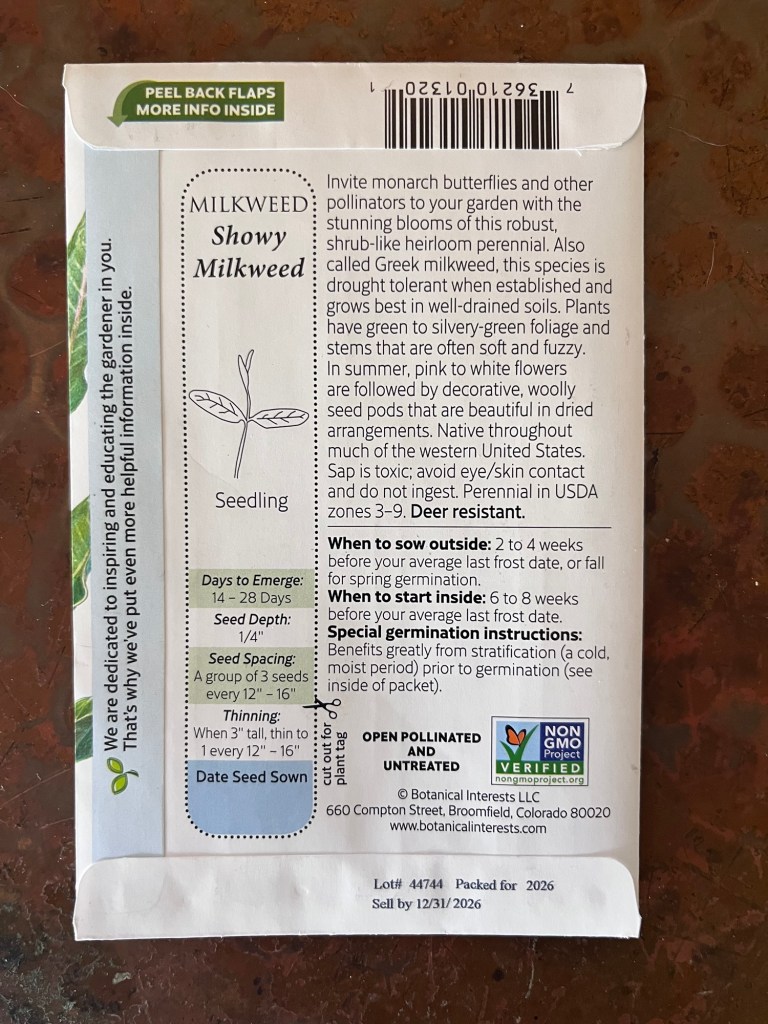 PEEL BACK FLAPS
MORE INFO INSIDE
7 36210 01320 1
We are dedicated to inspiring and educating the gardener in you.
That's why we've put even more helpful information inside.
MILKWEED
Showy
Milkweed
Seedling
Days to Emerge:
14 – 28 Days
Seed Depth:
1/4"
Seed Spacing:
A group of 3 seeds
every 12" – 16"
Thinning:
When 3" tall, thin to
1 every 12" – 16"
Date Seed Sown
cut out for
plant tag
Invite monarch butterflies and other
pollinators to your garden with the
stunning blooms of this robust,
shrub-like heirloom perennial. Also
called Greek milkweed, this species is
drought tolerant when established and
grows best in well-drained soils. Plants
have green to silvery-green foliage and
stems that are often soft and fuzzy.
In summer, pink to white flowers
are followed by decorative, woolly
seed pods that are beautiful in dried
arrangements. Native throughout
much of the western United States.
Sap is toxic; avoid eye/skin contact
and do not ingest. Perennial in USDA
zones 3–9. Deer resistant.
When to sow outside: 2 to 4 weeks
before your average last frost date, or fall
for spring germination.
When to start inside: 6 to 8 weeks
before your average last frost date.
Special germination instructions:
Benefits greatly from stratification (a cold,
moist period) prior to germination (see
inside of packet).
OPEN POLLINATED
AND
UNTREATED
NON
GMO
Project
VERIFIED
nongmoproject.org
© Botanical Interests LLC
660 Compton Street, Broomfield, Colorado 80020
www.botanicalinterests.com
Lot# 44744 Packed for 2026
Sell by 12/31/2026